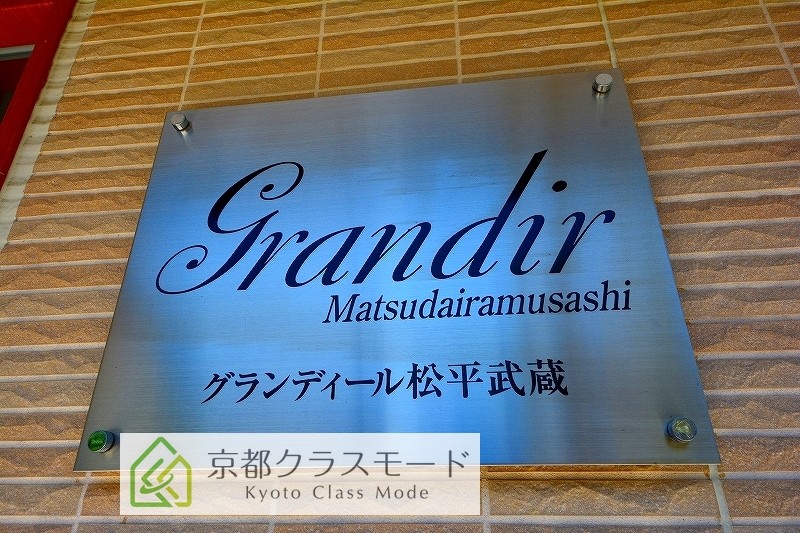 Grandir
Matsudairamusashi
グランディール松平武蔵
京都クラスモード
Kyoto Class Mode